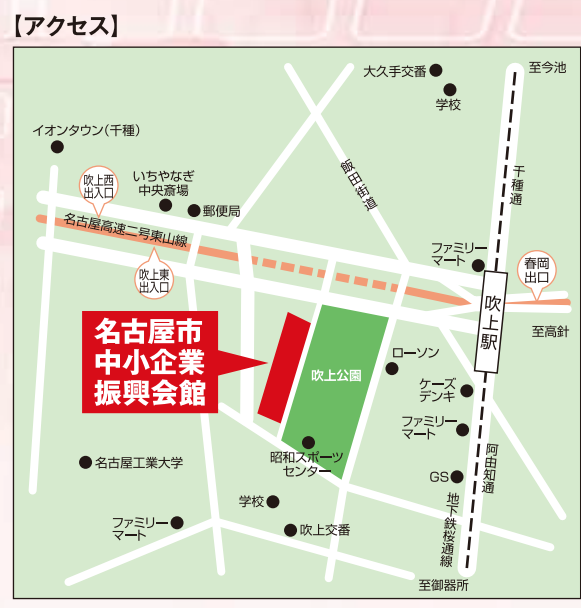 【アクセス】
大久手交番
至今池
学校
イオンタウン(千種)
吹上西
出入口
いちやなぎ
中央斎場
郵便局
飯田街道
千種通
名古屋高速二号東山線
吹上東
出入口
ファミリー
マート
春岡
出口
吹上駅
至高針
名古屋市
中小企業
振興会館
吹上公園
ローソン
ケーズ
デンキ
ファミリー
マート
昭和スポーツ
センター
名古屋工業大学
GS
阿由知通
地下鉄桜通線
学校
ファミリー
マート
吹上交番
至御器所